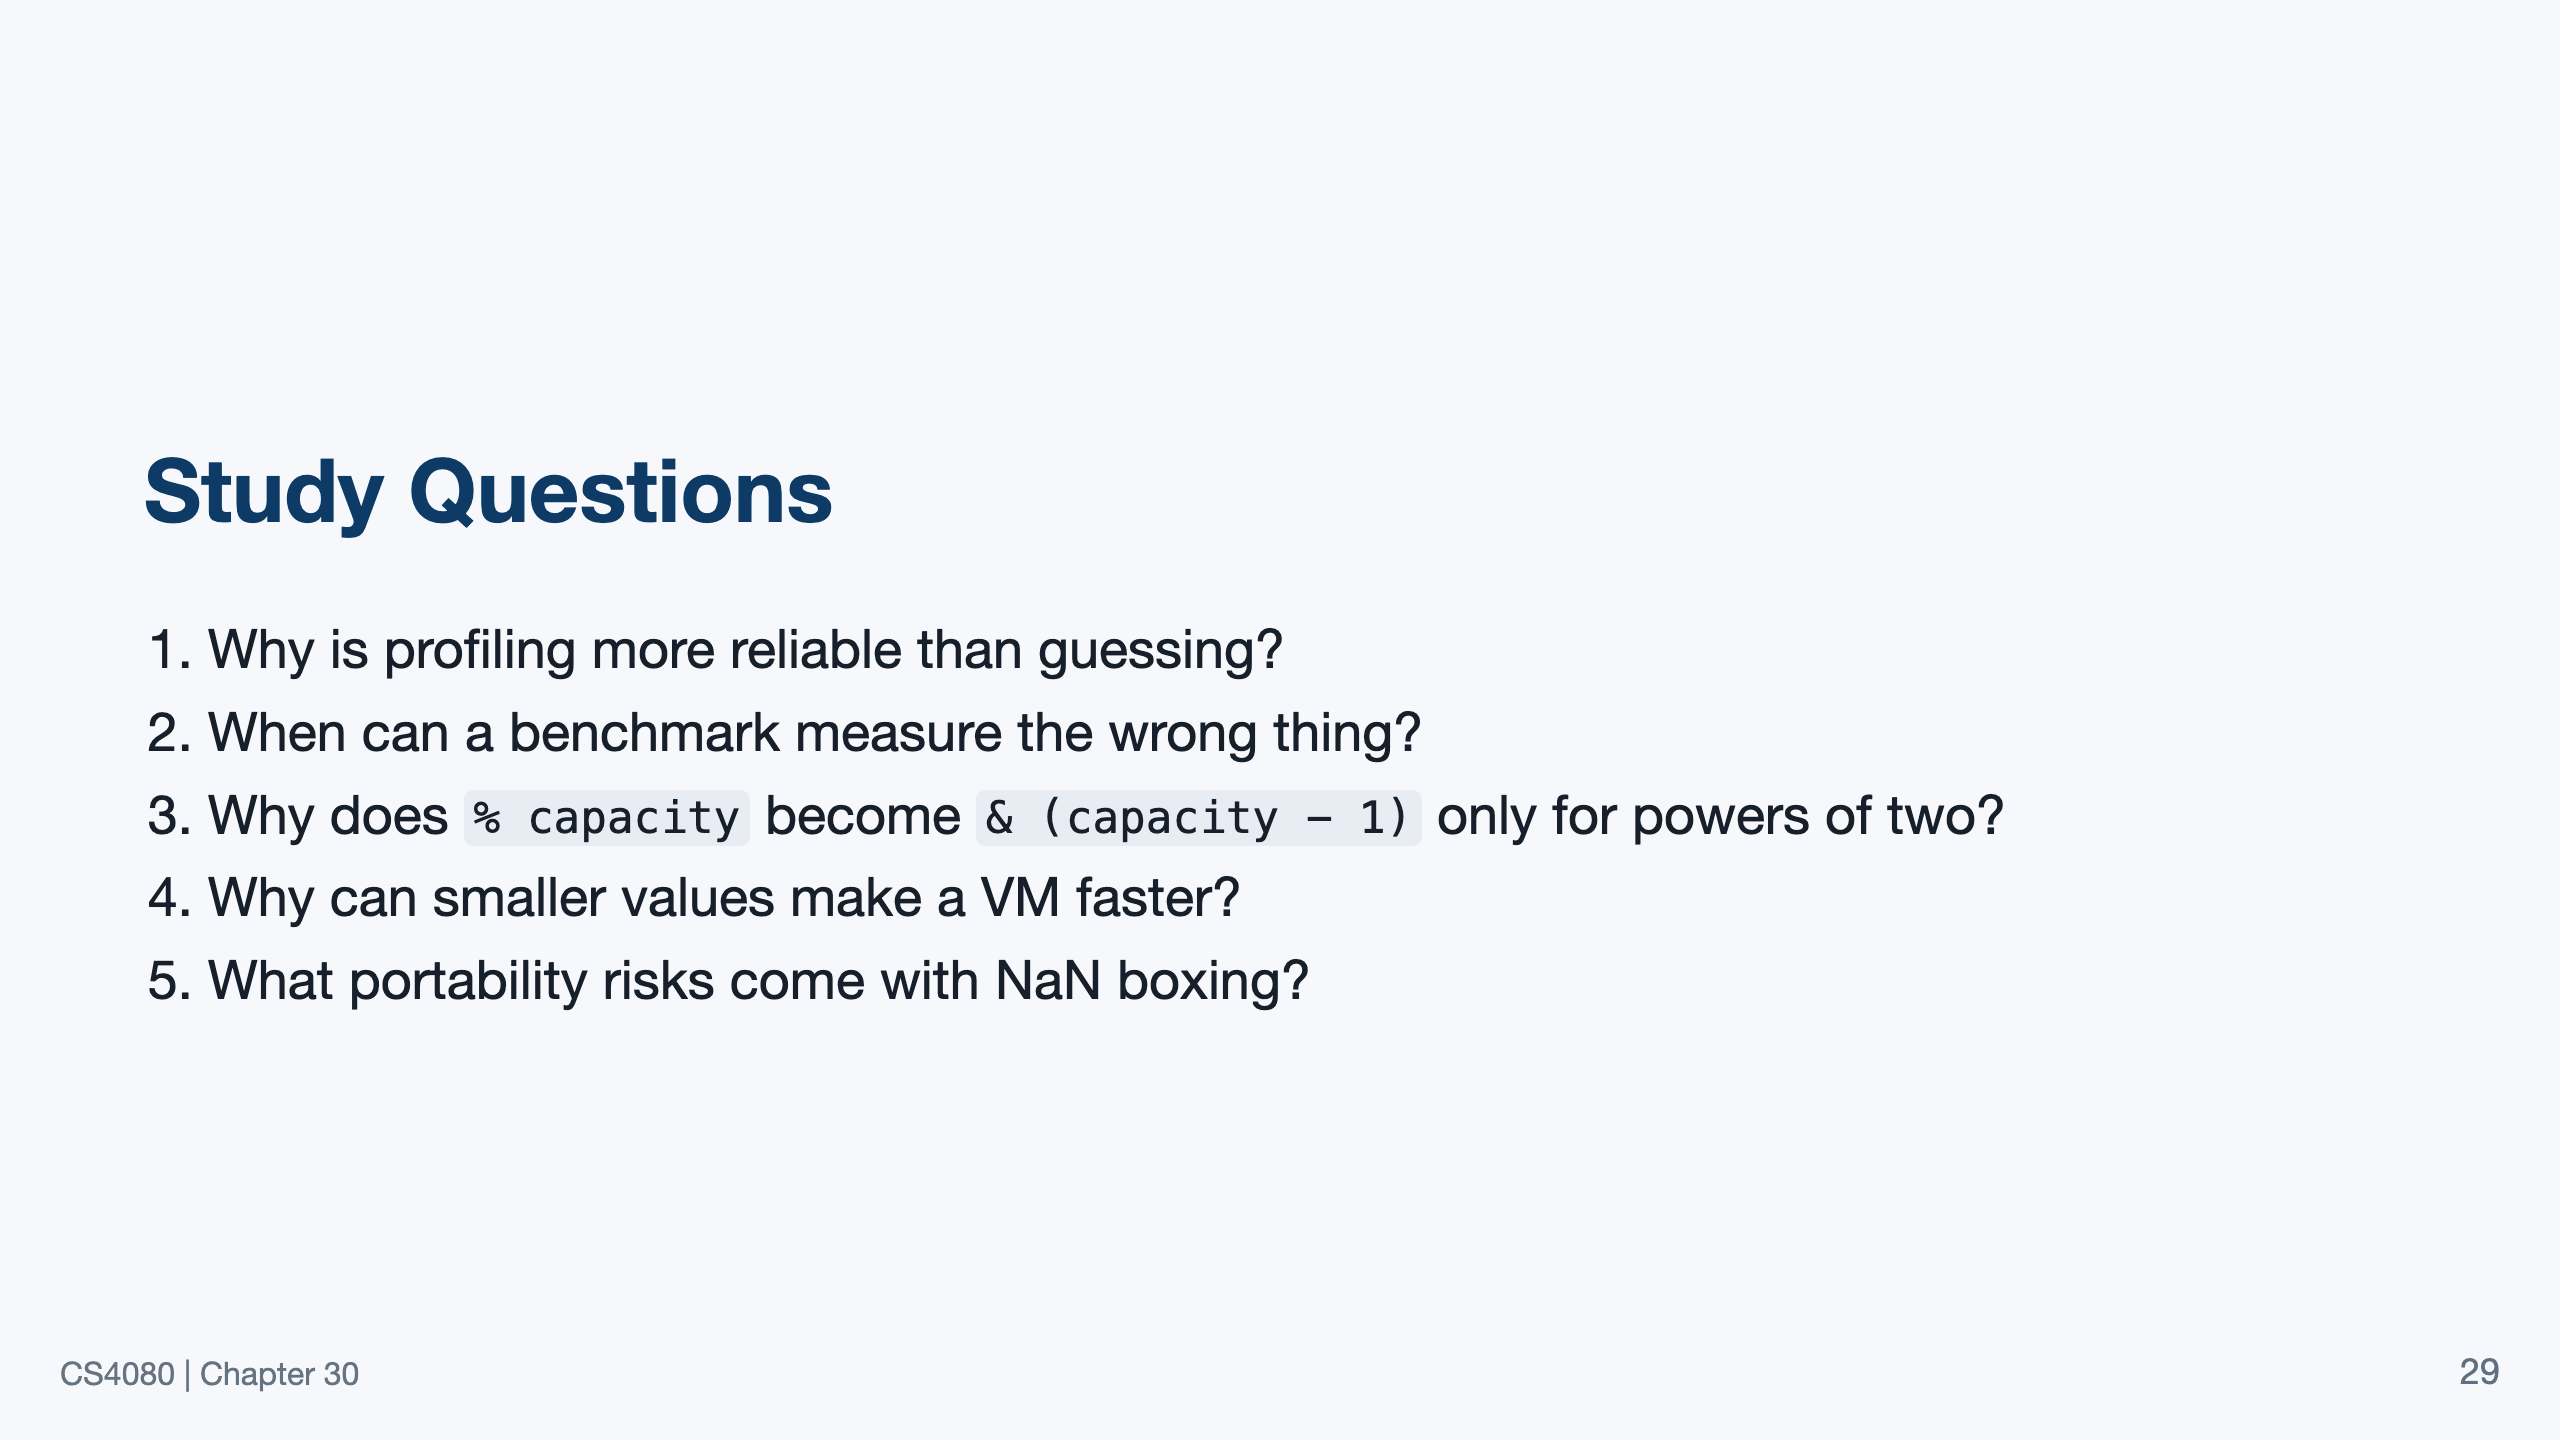 Study Questions
1. Why is profiling more reliable than guessing?
2. When can a benchmark measure the wrong thing?
3. Why does % capacity become & (capacity - 1) only for powers of two?
4. Why can smaller values make a VM faster?
5. What portability risks come with NaN boxing?
CS4080 | Chapter 30
29